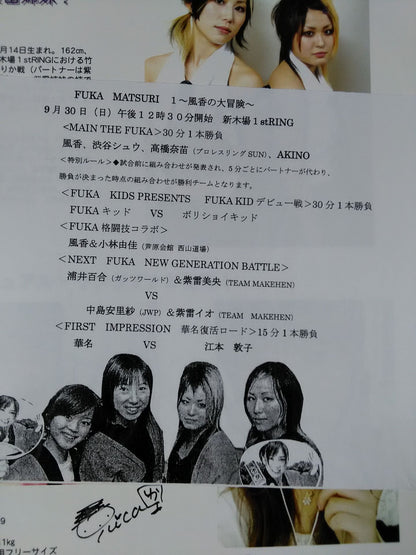 月14日生まれ。162cm、
木場1stRINGにおける竹
りか戦（パートナーは紫
FUKA MATSURI 1～風香の大冒険～
9月30日（日）午後12時30分開始 新木場1stRING
＜MAIN THE FUKA＞30分1本勝負
風香、渋谷シュウ、高橋奈苗（プロレスリングSUN）、AKINO
＜特別ルール＞◆試合前に組み合わせが発表され、5分ごとにパートナーが代わり、
勝負が決まった時点の組み合わせが勝利チームとなります。
＜FUKA KIDS PRESENTS FUKA KIDデビュー戦＞30分1本勝負
FUKAキッド VS ボリショイキッド
＜FUKA格闘技コラボ＞
風香＆小林由佳（芦原会館 西山道場）
＜NEXT FUKA NEW GENERATION BATTLE＞
浦井百合（ガッツワールド）＆紫雷美央（TEAM MAKEHEN）
VS
中島安里紗（JWP）＆紫雷イオ（TEAM MAKEHEN）
＜FIRST IMPRESSION 華名復活ロード＞15分1本勝負
華名 VS 江本 敦子
9
.1kg
用フリーサイズ